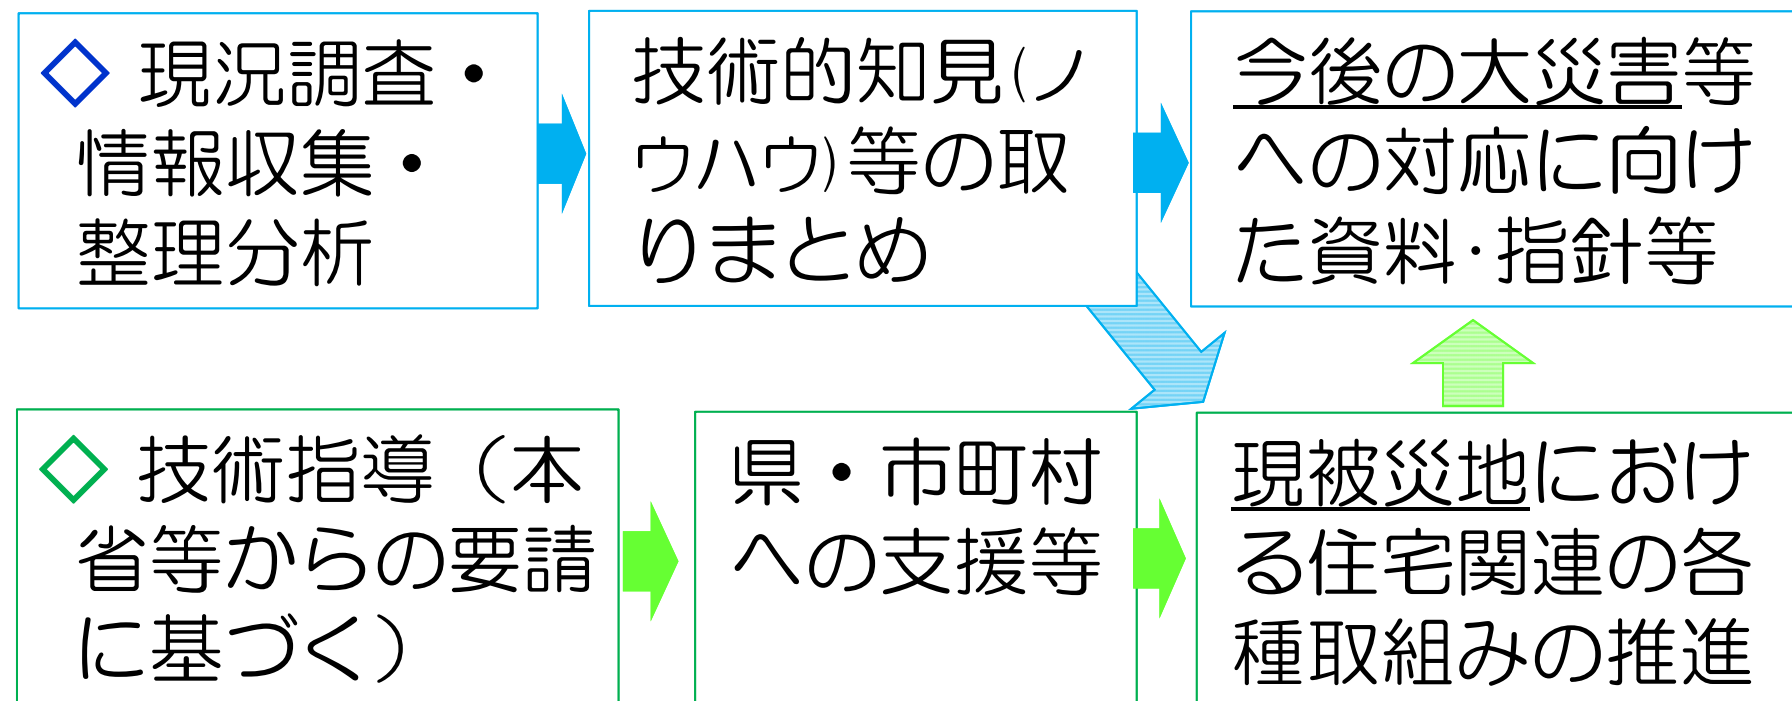 ◇ 現況調査・
情報収集・
整理分析
技術的知見(ノ
ウハウ)等の取
りまとめ
今後の大災害等
への対応に向け
た資料・指針等
◇ 技術指導（本
省等からの要請
に基づく）
県・市町村
への支援等
現被災地におけ
る住宅関連の各
種取組みの推進